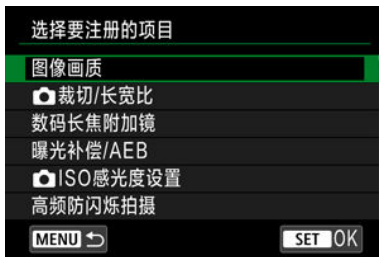 选择要注册的项目
图像画质
裁切/长宽比
数码长焦附加镜
曝光补偿/AEB
ISO感光度设置
高频防闪烁拍摄
MENU SET OK